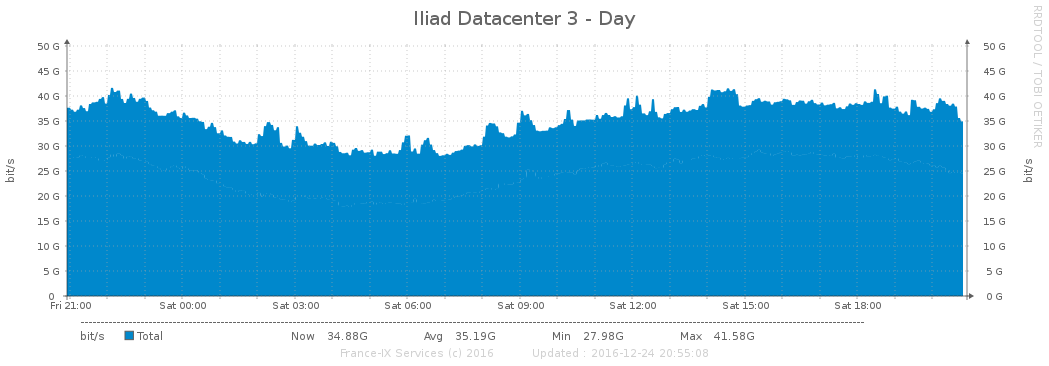 Iliad Datacenter 3 - Day
RRDTOOL / TOBI OETIKER
50 G 50 G
45 G 45 G
40 G 40 G
35 G 35 G
30 G 30 G
25 G 25 G
20 G 20 G
15 G 15 G
10 G 10 G
5 G 5 G
0 0 G
bit/s bit/s
Fri 21:00 Sat 00:00 Sat 03:00 Sat 06:00 Sat 09:00 Sat 12:00 Sat 15:00 Sat 18:00
bit/s Total Now 34.88G Avg 35.19G Min 27.98G Max 41.58G
France-IX Services (c) 2016 Updated : 2016-12-24 20:55:08